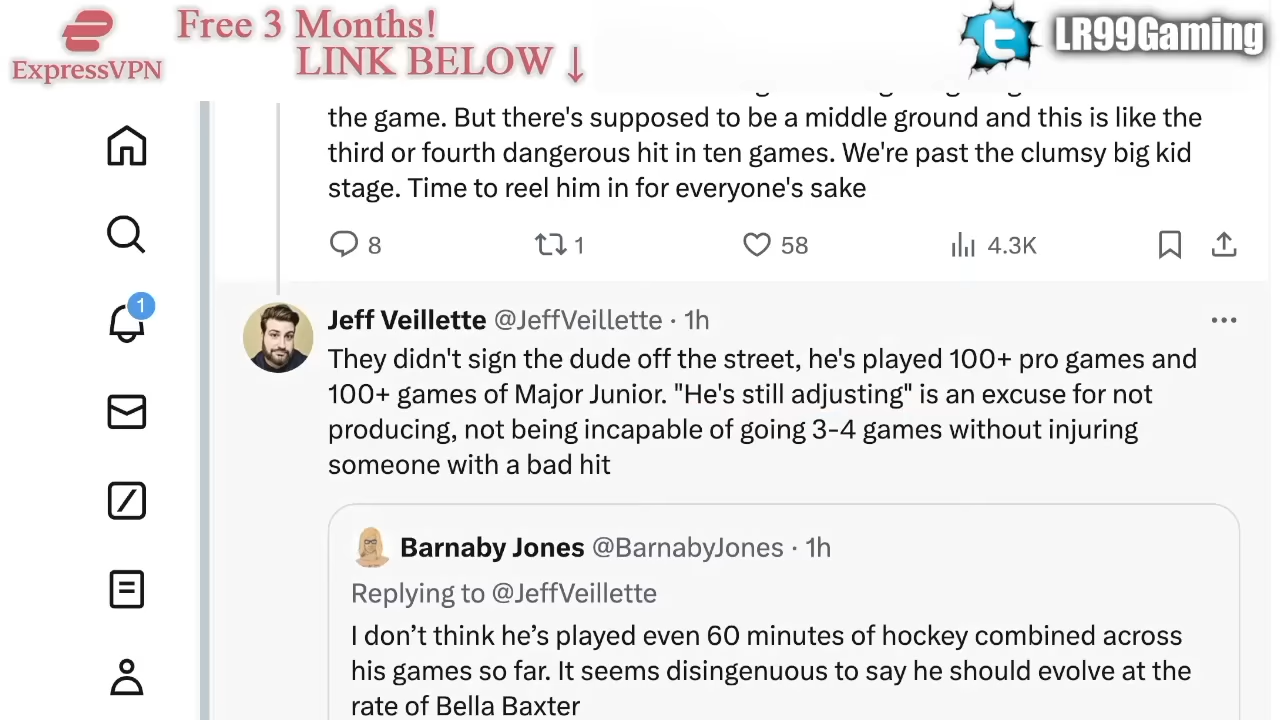 Free 3 Months!
LINK BELOW ↓
ExpressVPN
LR99Gaming
the game. But there's supposed to be a middle ground and this is like the
third or fourth dangerous hit in ten games. We're past the clumsy big kid
stage. Time to reel him in for everyone's sake
8 1 58 4.3K
1
Jeff Veillette @JeffVeillette · 1h
They didn't sign the dude off the street, he's played 100+ pro games and
100+ games of Major Junior. "He's still adjusting" is an excuse for not
producing, not being incapable of going 3-4 games without injuring
someone with a bad hit
Barnaby Jones @BarnabyJones · 1h
Replying to @JeffVeillette
I don’t think he’s played even 60 minutes of hockey combined across
his games so far. It seems disingenuous to say he should evolve at the
rate of Bella Baxter